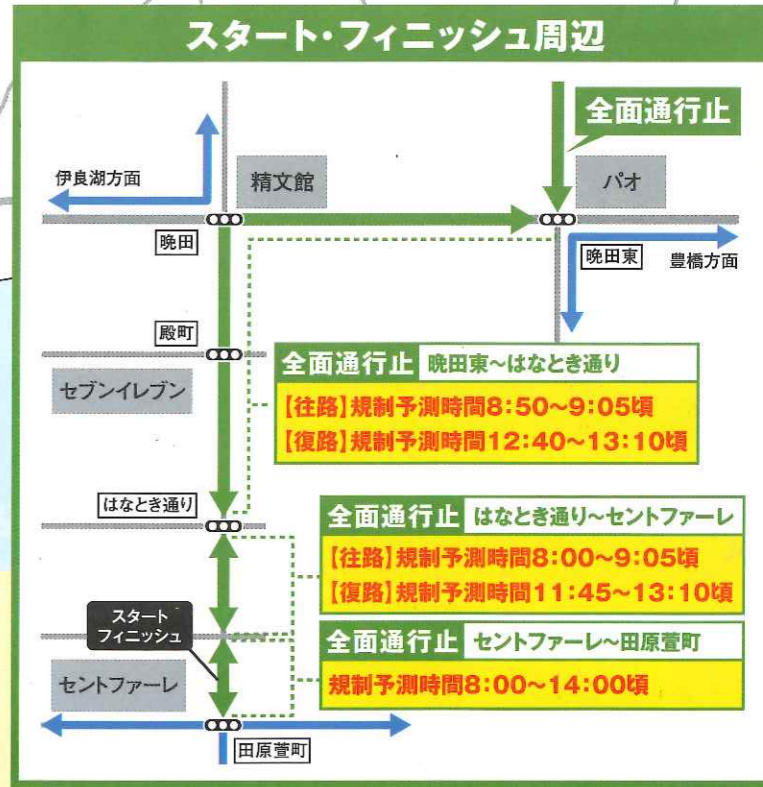 スタート・フィニッシュ周辺
全面通行止
伊良湖方面
精文館
パオ
晩田
晩田東
豊橋方面
殿町
セブンイレブン
全面通行止 晩田東~はなとき通り
【往路】規制予測時間8:50~9:05頃
【復路】規制予測時間12:40~13:10頃
はなとき通り
全面通行止 はなとき通り~セントファーレ
【往路】規制予測時間8:00~9:05頃
【復路】規制予測時間11:45~13:10頃
スタート
フィニッシュ
全面通行止 セントファーレ~田原萱町
規制予測時間8:00~14:00頃
セントファーレ
田原萱町